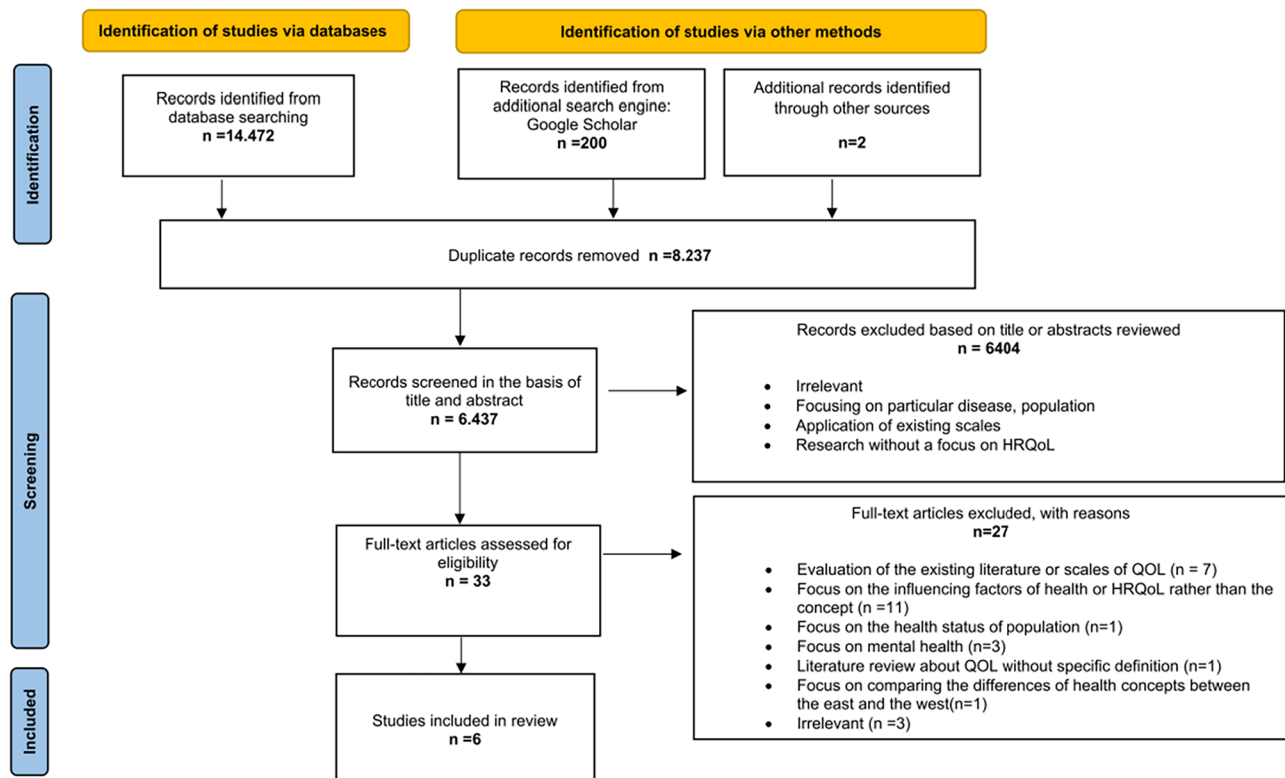 Identification of studies via databases
Identification of studies via other methods
Identification
Records identified from
database searching
n =14.472
Records identified from
additional search engine:
Google Scholar
n =200
Additional records identified
through other sources
n=2
Duplicate records removed n =8.237
Screening
Records screened in the basis of
title and abstract
n = 6.437
Records excluded based on title or abstracts reviewed
n = 6404
• Irrelevant
• Focusing on particular disease, population
• Application of existing scales
• Research without a focus on HRQoL
Full-text articles assessed for
eligibility
n = 33
Full-text articles excluded, with reasons
n=27
• Evaluation of the existing literature or scales of QOL (n = 7)
• Focus on the influencing factors of health or HRQoL rather than the
concept (n =11)
• Focus on the health status of population (n=1)
• Focus on mental health (n=3)
• Literature review about QOL without specific definition (n=1)
• Focus on comparing the differences of health concepts between
the east and the west(n=1)
• Irrelevant (n =3)
Included
Studies included in review
n =6